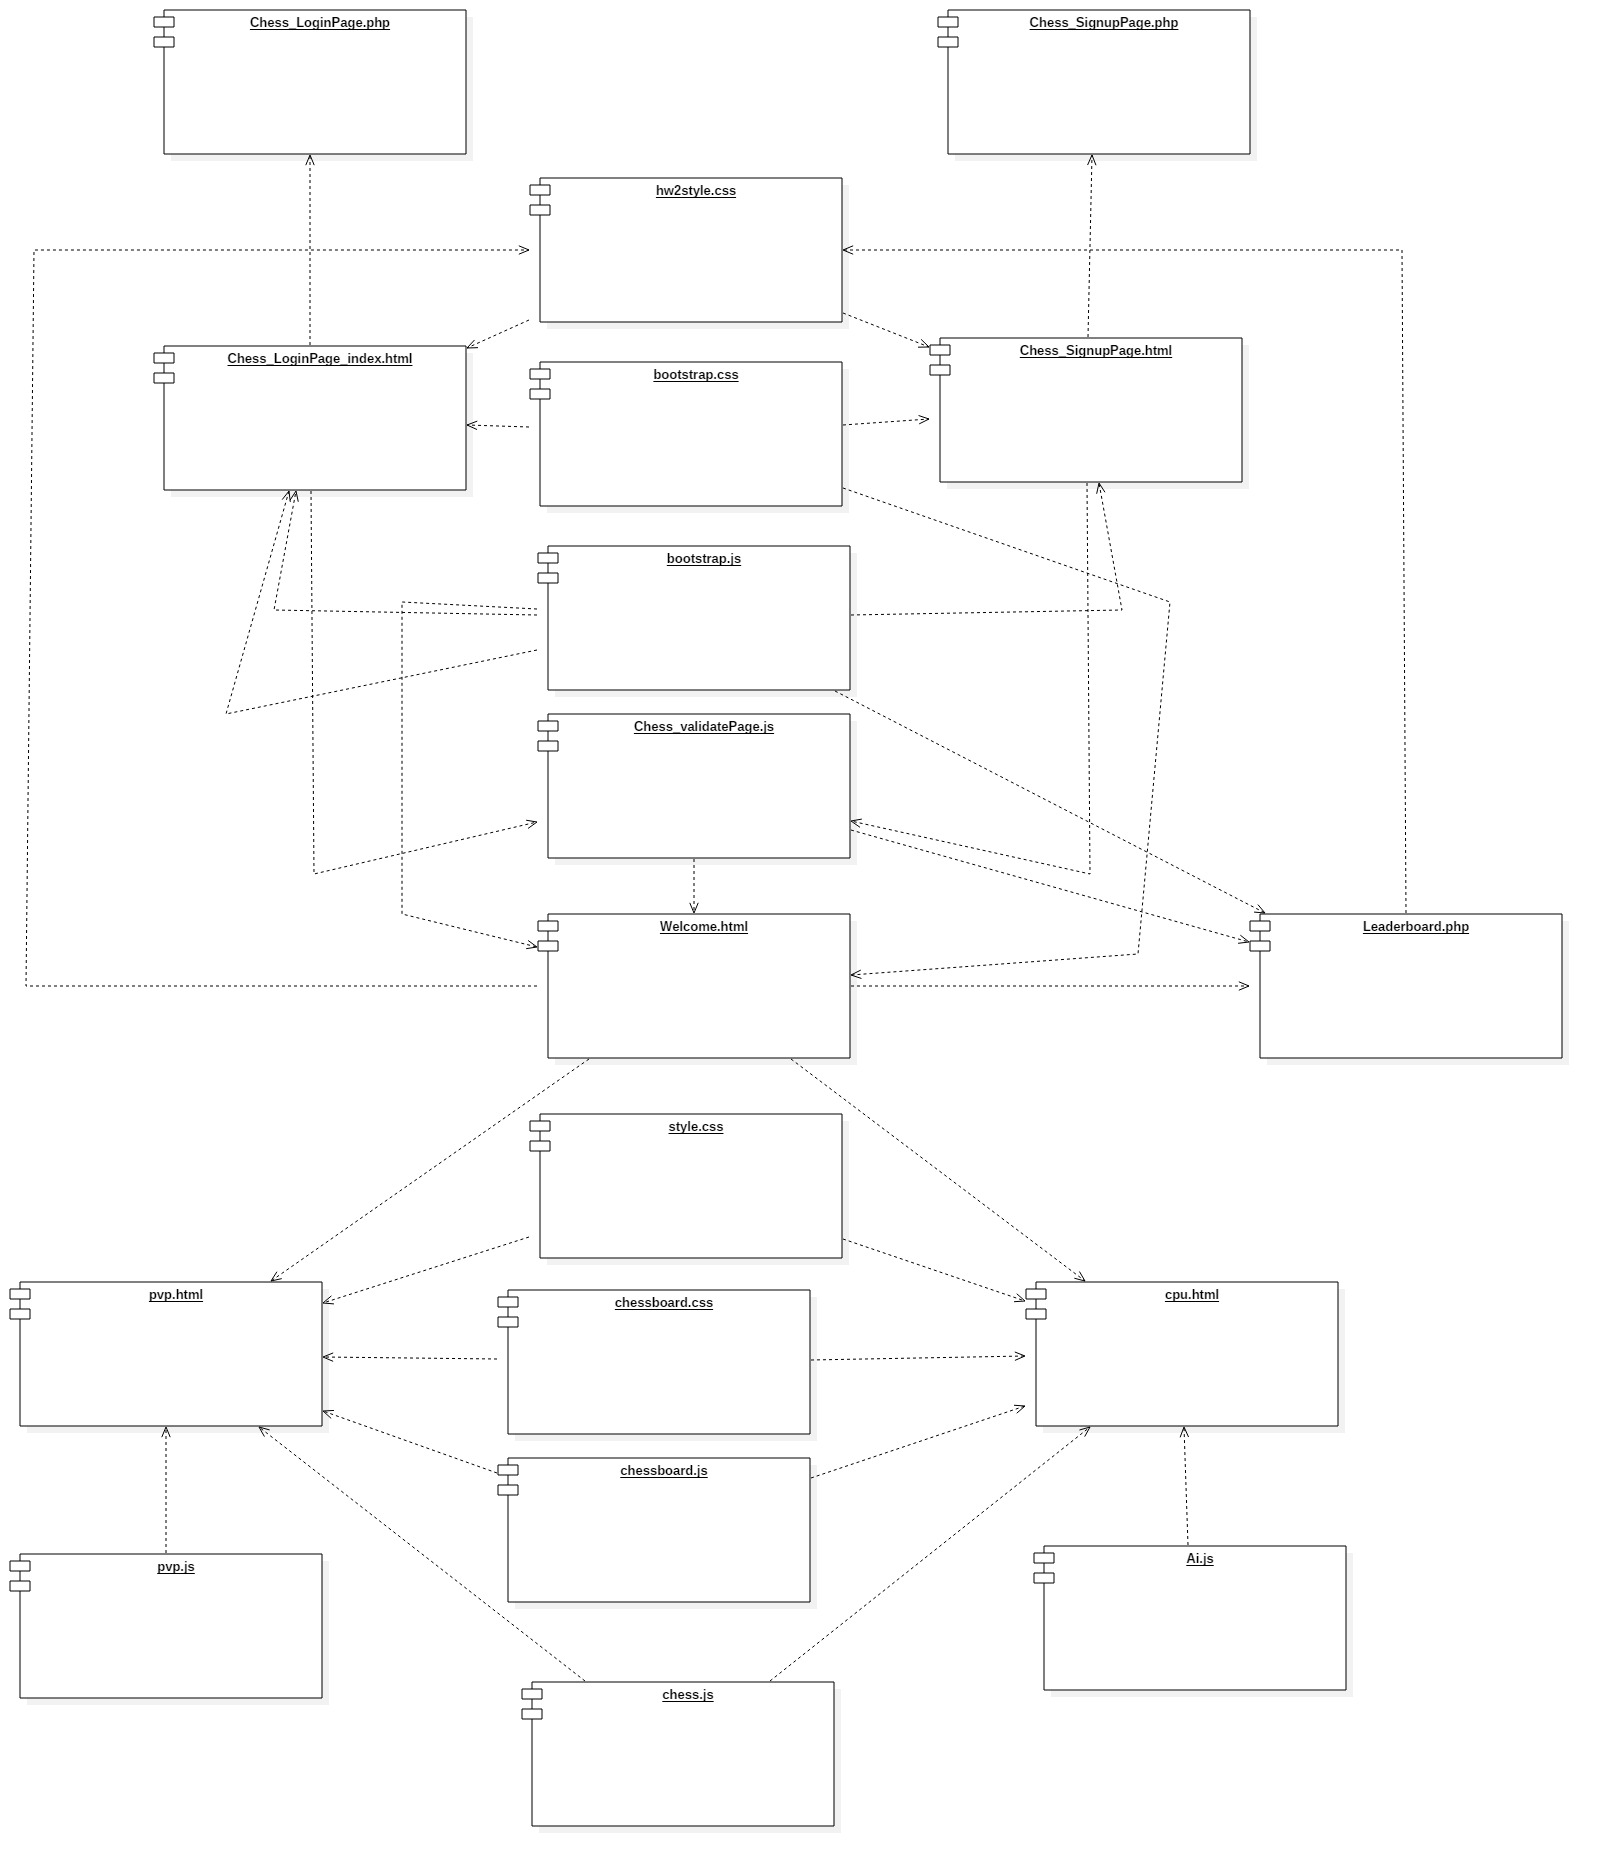 Chess_LoginPage.php
Chess_SignupPage.php
hw2style.css
Chess_LoginPage_index.html
Chess_SignupPage.html
bootstrap.css
bootstrap.js
Chess_validatePage.js
Welcome.html
Leaderboard.php
style.css
pvp.html
chessboard.css
cpu.html
chessboard.js
pvp.js
Ai.js
chess.js